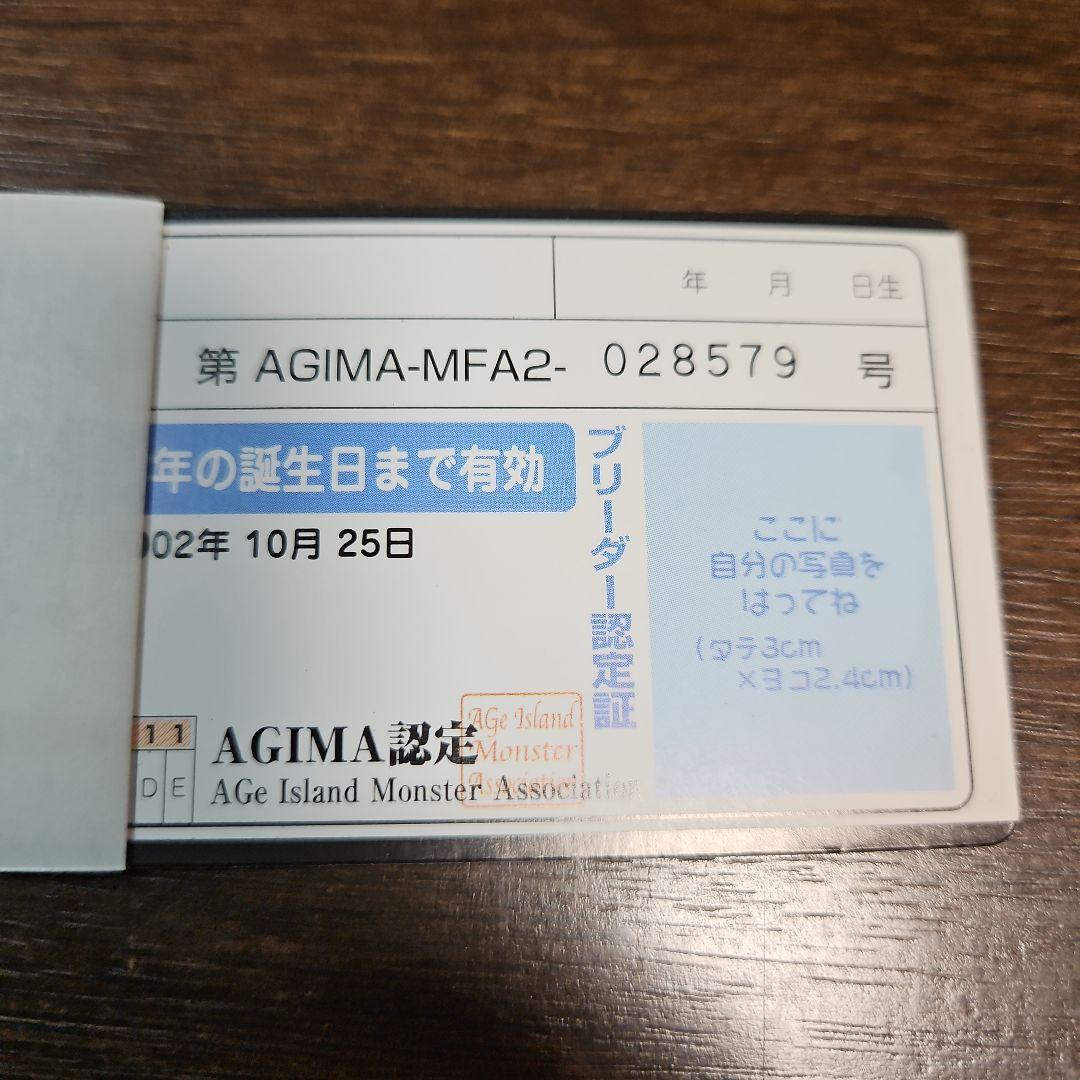 年 月 日生
第 AGIMA-MFA2- 028579 号
年の誕生日まで有効
002年 10月 25日
ブリーダー認定証
ここに
自分の写真を
はってね
(タテ3cm
×ヨコ2.4cm)
11
D E
AGIMA認定
AGe Island Monster Association
AGe Island
Monster
Association